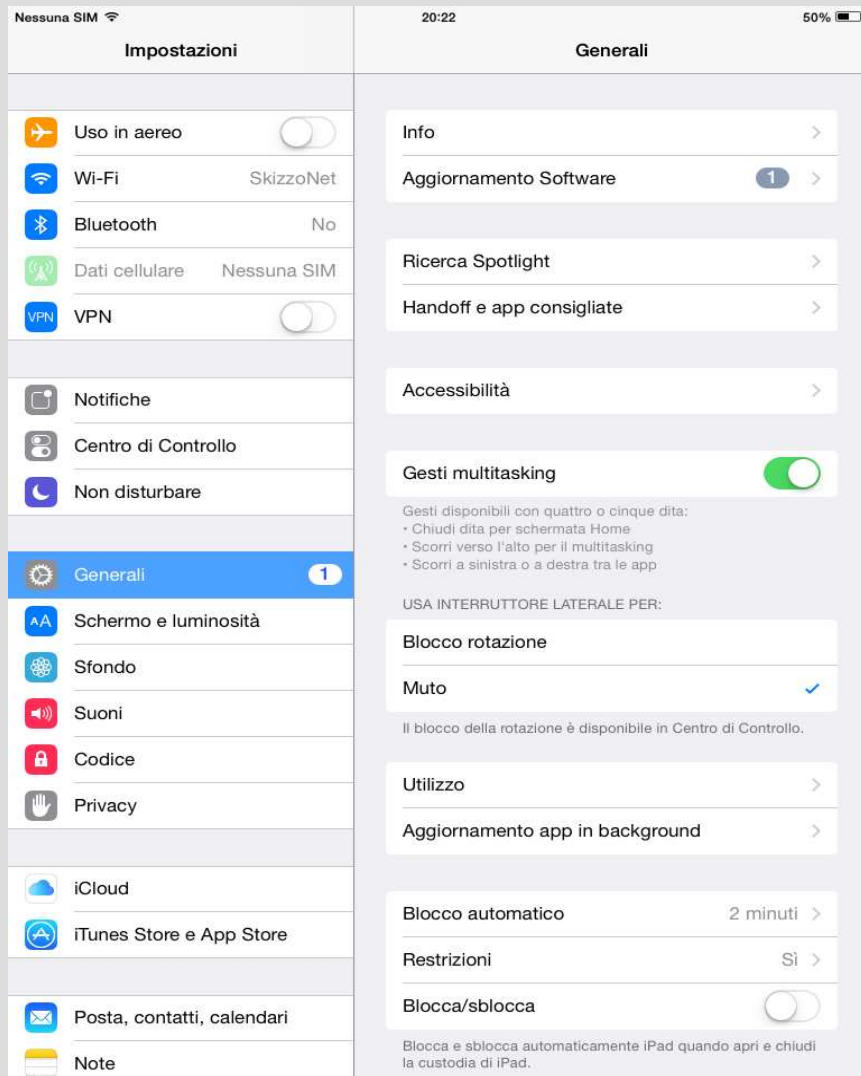 Nessuna SIM
20:22
50%
Impostazioni
Uso in aereo
Wi-Fi SkizzoNet
Bluetooth No
Dati cellulare Nessuna SIM
VPN VPN
Notifiche
Centro di Controllo
Non disturbare
Generali 1
AA Schermo e luminosità
Sfondo
Suoni
Codice
Privacy
iCloud
iTunes Store e App Store
Posta, contatti, calendari
Note
Generali
Info
Aggiornamento Software 1
Ricerca Spotlight
Handoff e app consigliate
Accessibilità
Gesti multitasking
Gesti disponibili con quattro o cinque dita:
• Chiudi dita per schermata Home
• Scorri verso l'alto per il multitasking
• Scorri a sinistra o a destra tra le app
USA INTERRUTTORE LATERALE PER:
Blocco rotazione
Muto
Il blocco della rotazione è disponibile in Centro di Controllo.
Utilizzo
Aggiornamento app in background
Blocco automatico 2 minuti
Restrizioni Sì
Blocca/sblocca
Blocca e sblocca automaticamente iPad quando apri e chiudi
la custodia di iPad.